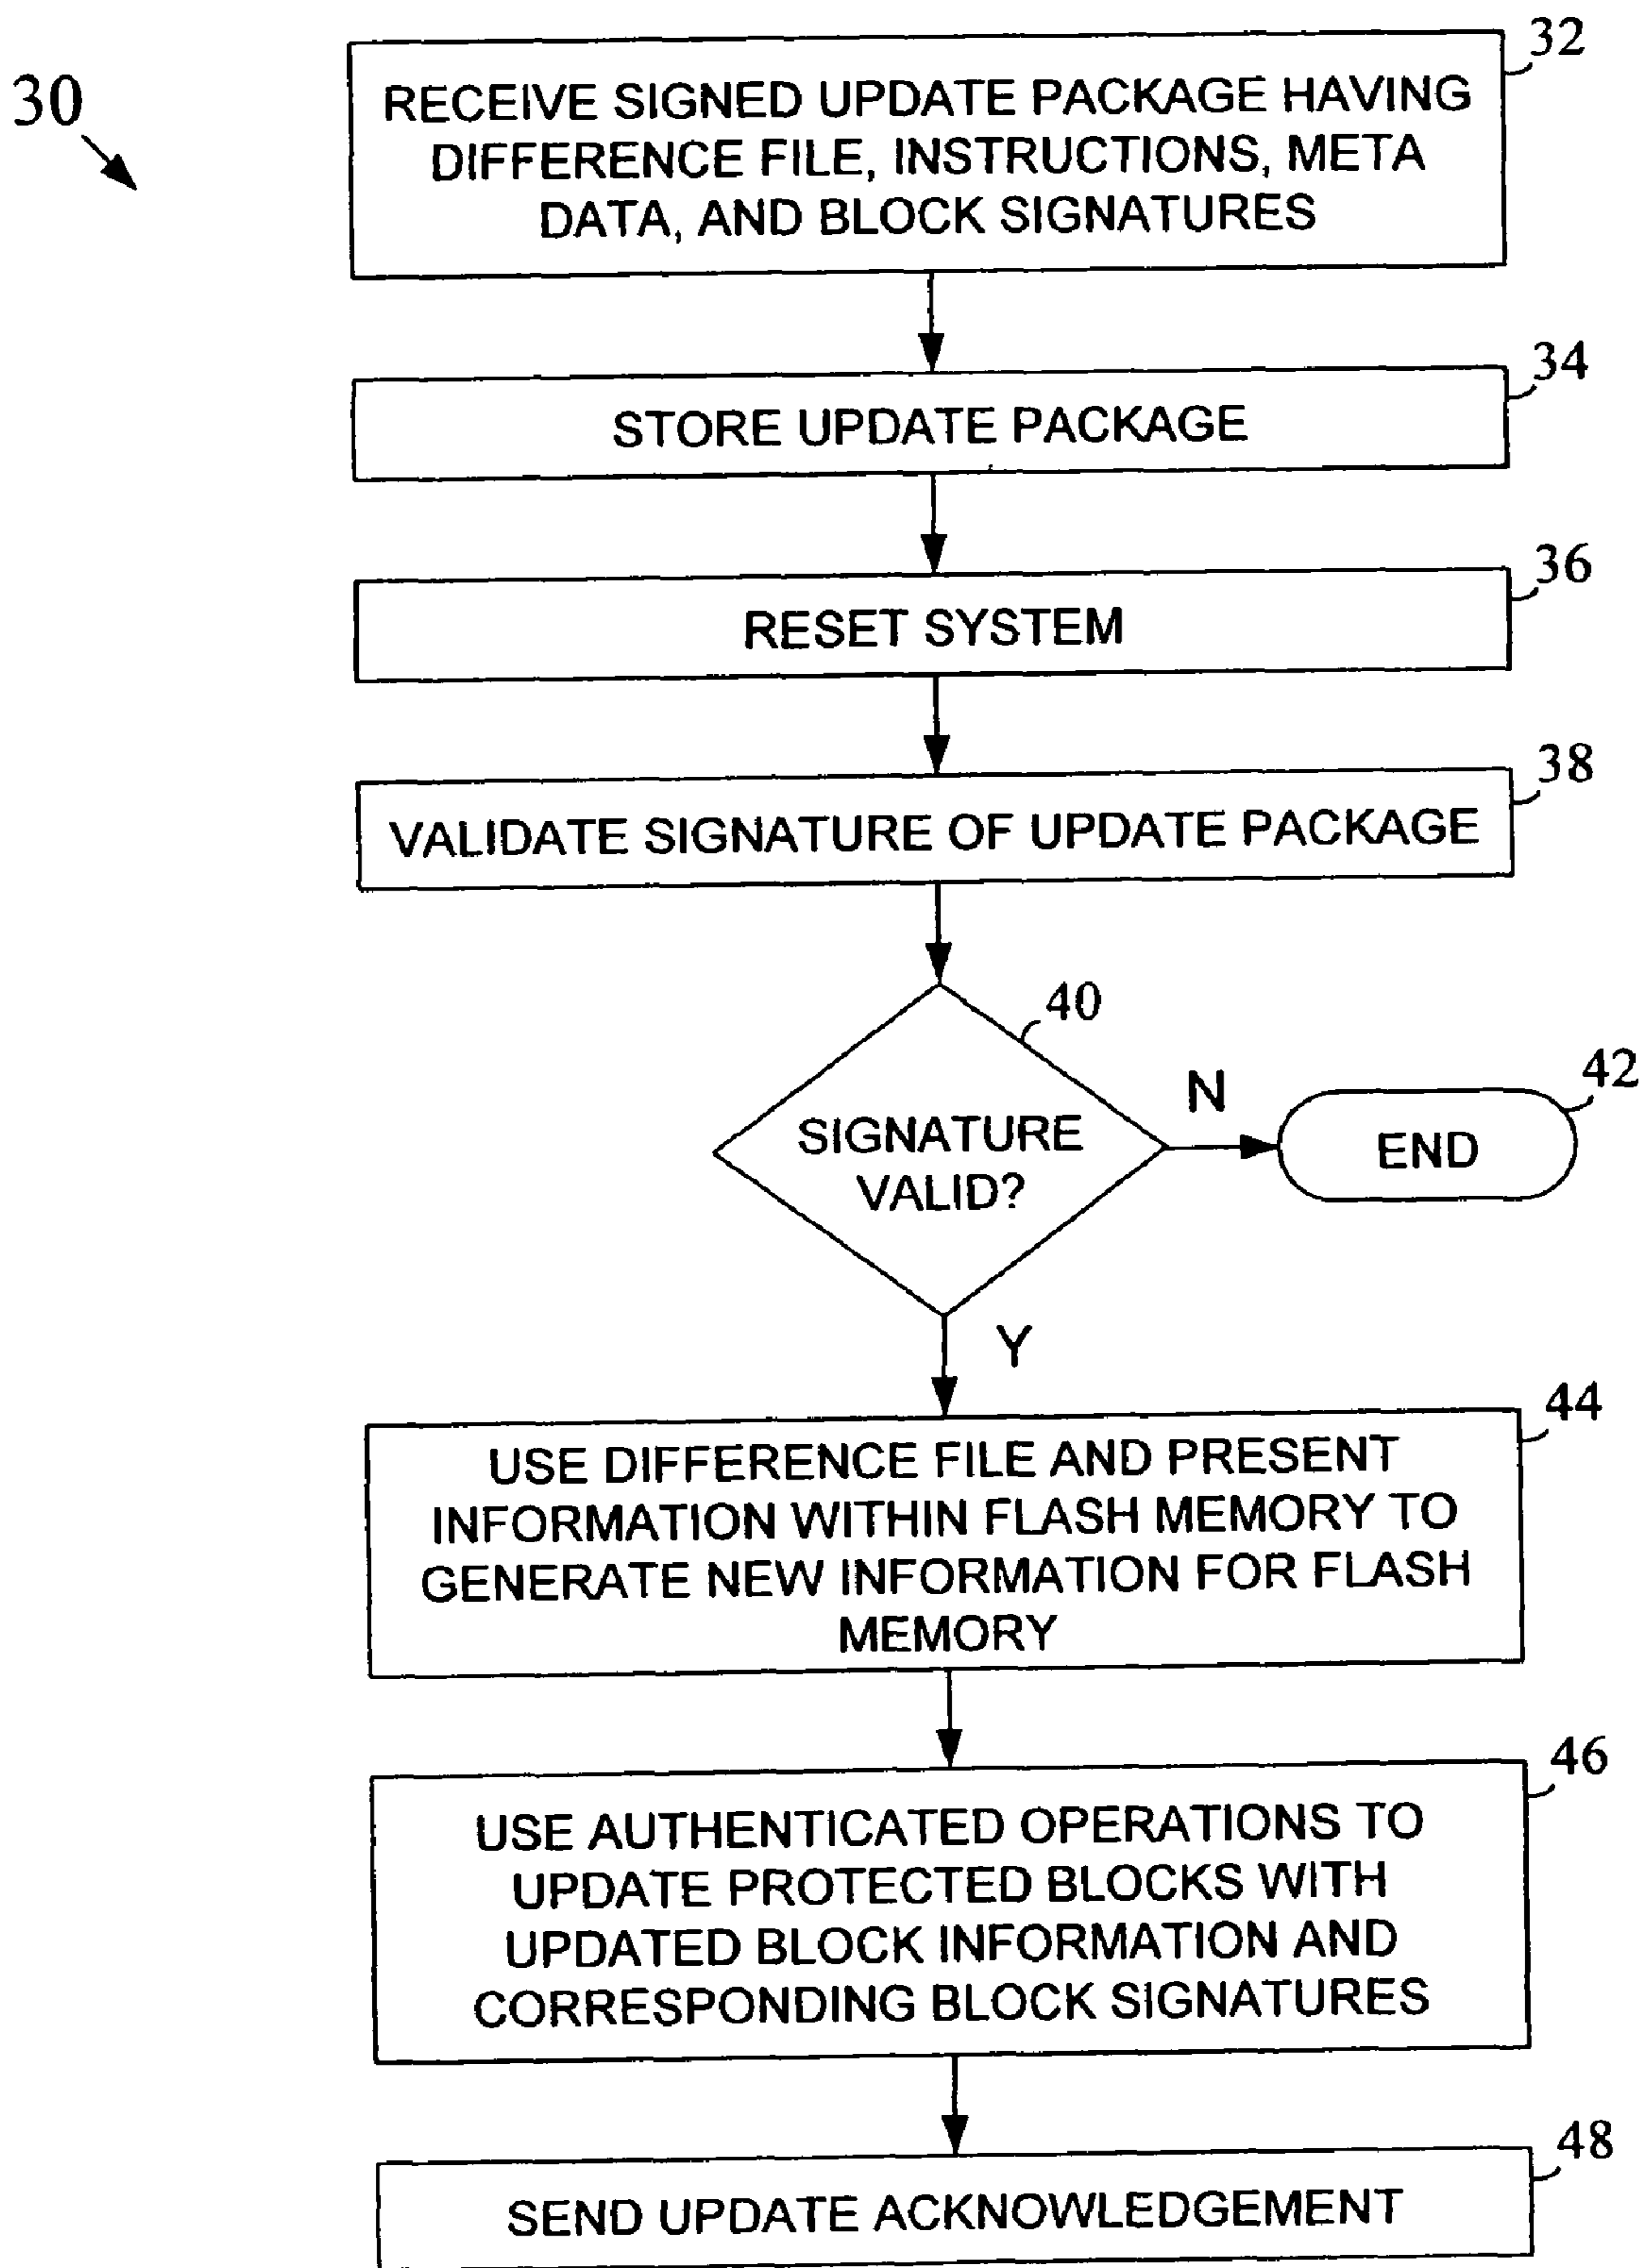 30
32
RECEIVE SIGNED UPDATE PACKAGE HAVING
DIFFERENCE FILE, INSTRUCTIONS, META
DATA, AND BLOCK SIGNATURES
34
STORE UPDATE PACKAGE
36
RESET SYSTEM
38
VALIDATE SIGNATURE OF UPDATE PACKAGE
40
SIGNATURE
VALID?
N
42
END
Y
44
USE DIFFERENCE FILE AND PRESENT
INFORMATION WITHIN FLASH MEMORY TO
GENERATE NEW INFORMATION FOR FLASH
MEMORY
46
USE AUTHENTICATED OPERATIONS TO
UPDATE PROTECTED BLOCKS WITH
UPDATED BLOCK INFORMATION AND
CORRESPONDING BLOCK SIGNATURES
48
SEND UPDATE ACKNOWLEDGEMENT